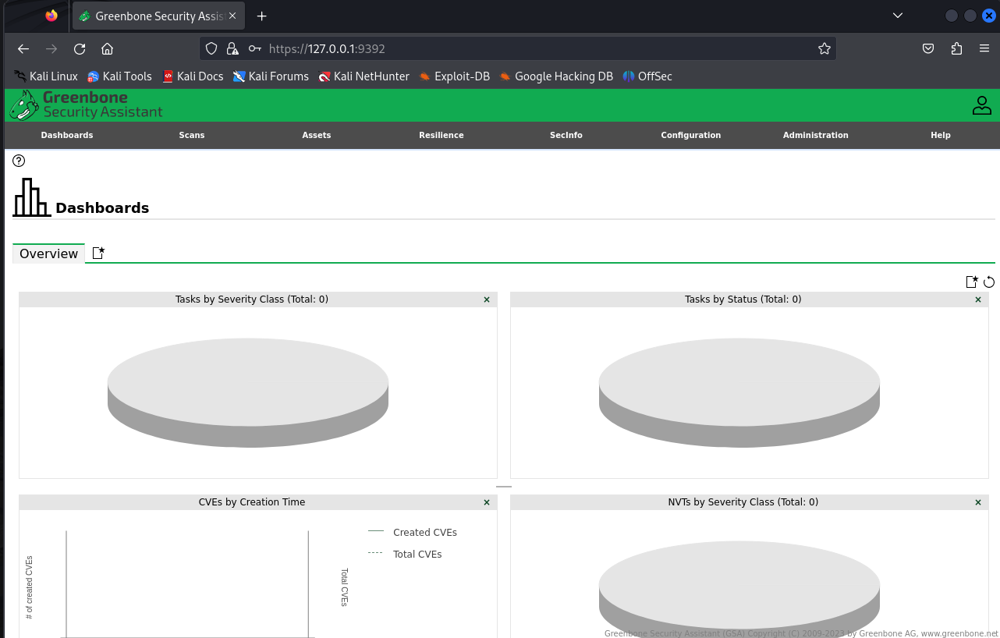 Greenbone Security Assist
https://127.0.0.1:9392
Kali Linux Kali Tools Kali Docs Kali Forums Kali NetHunter Exploit-DB Google Hacking DB OffSec
Greenbone
Security Assistant
Dashboards Scans Assets Resilience SecInfo Configuration Administration Help
Dashboards
Overview
Tasks by Severity Class (Total: 0)
Tasks by Status (Total: 0)
CVEs by Creation Time
# of created CVEs
Total CVEs
Created CVEs
Total CVEs
NVTs by Severity Class (Total: 0)
Greenbone Security Assistant (GSA) Copyright (C) 2009-2023 by Greenbone AG, www.greenbone.net